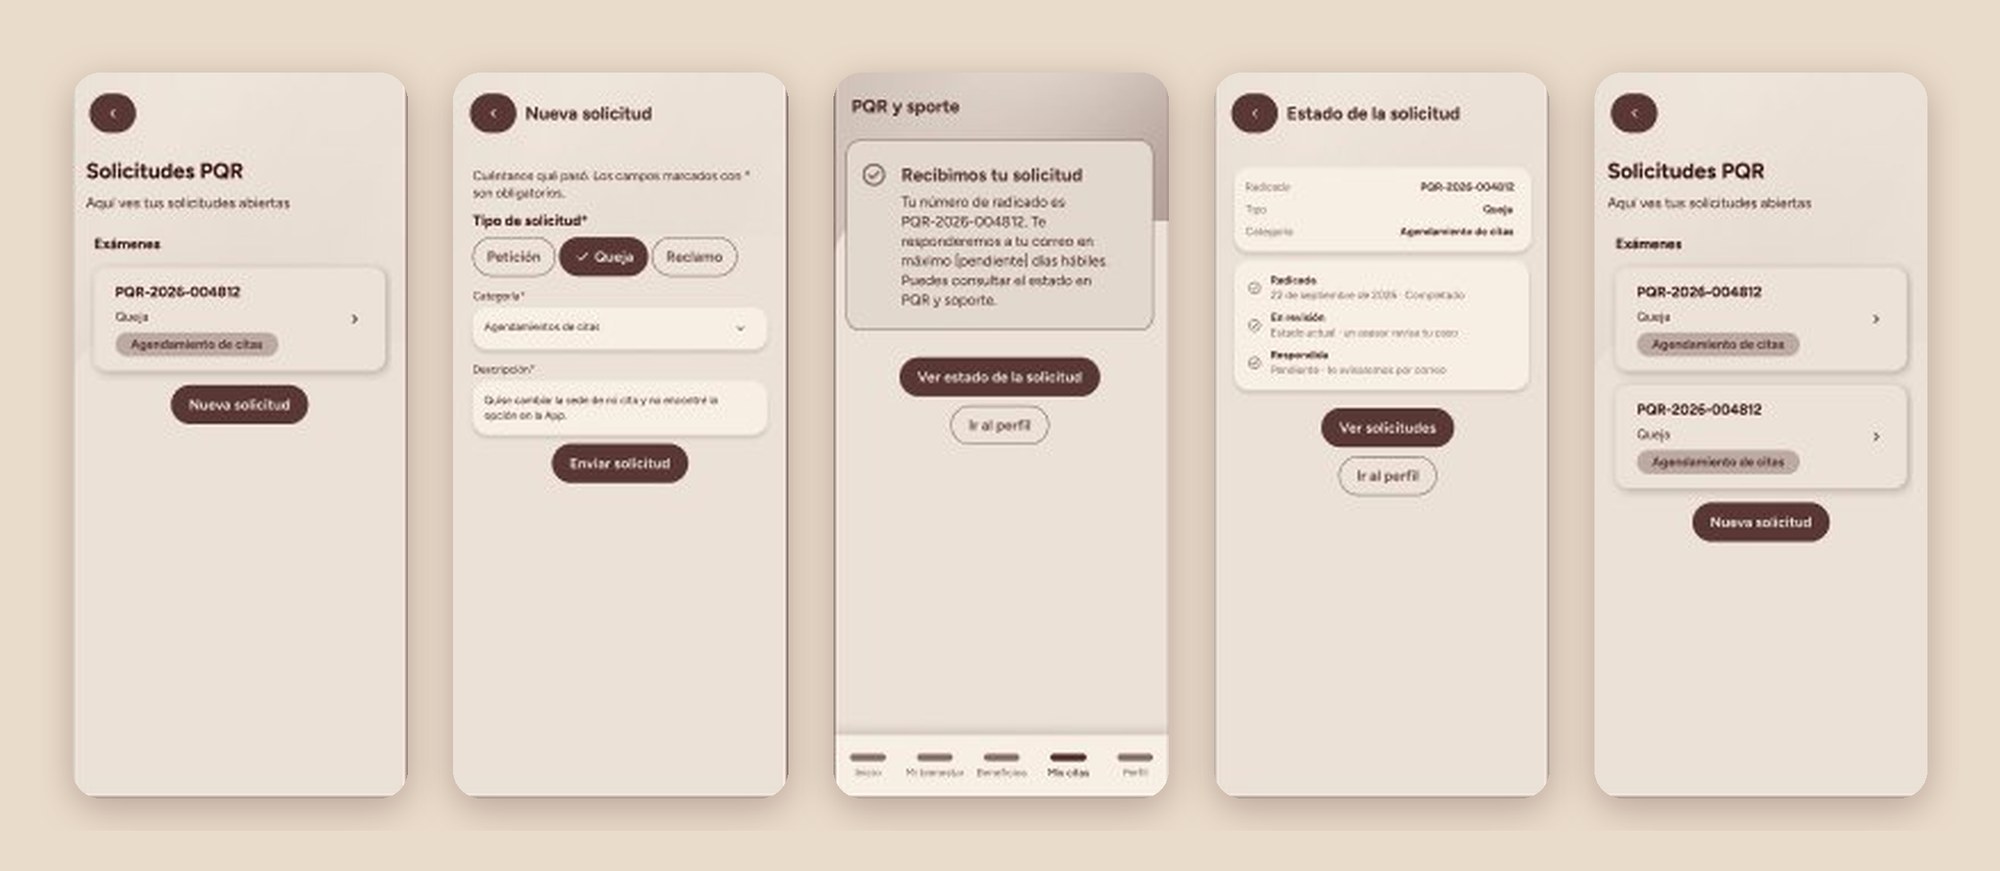 Solicitudes PQR
Aquí ves tus solicitudes abiertas
Exámenes
PQR-2026-004812
Queja
Agendamiento de citas
Nueva solicitud
Nueva solicitud
Cuéntanos qué pasó. Los campos marcados con *
son obligatorios.
Tipo de solicitud*
Petición
Queja
Reclamo
Categoría*
Agendamientos de citas
Descripción*
Quise cambiar la sede de mi cita y no encontré la
opción en la App.
Enviar solicitud
PQR y sporte
Recibimos tu solicitud
Tu número de radicado es
PQR-2026-004812. Te
responderemos a tu correo en
máximo [pendiente] días hábiles.
Puedes consultar el estado en
PQR y soporte.
Ver estado de la solicitud
Ir al perfil
Inicio
Mi bienestar
Beneficios
Mis citas
Perfil
Estado de la solicitud
Radicado
PQR-2026-004812
Tipo
Queja
Categoría
Agendamiento de citas
Radicada
22 de septiembre de 2026 · Completado
En revisión
Estado actual · un asesor revisa tu caso
Respondida
Pendiente · te avisaremos por correo
Ver solicitudes
Ir al perfil
Solicitudes PQR
Aquí ves tus solicitudes abiertas
Exámenes
PQR-2026-004812
Queja
Agendamiento de citas
PQR-2026-004812
Queja
Agendamiento de citas
Nueva solicitud